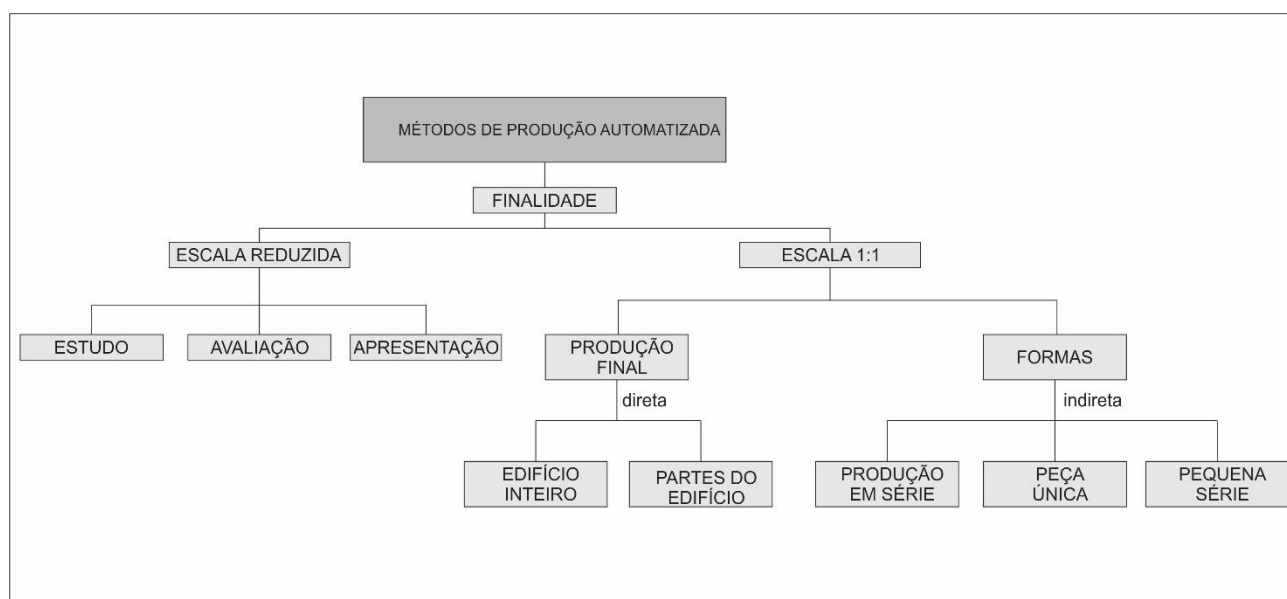 MÉTODOS DE PRODUÇÃO AUTOMATIZADA
FINALIDADE
ESCALA REDUZIDA
ESCALA 1:1
ESTUDO
AVALIAÇÃO
APRESENTAÇÃO
PRODUÇÃO
FINAL
FORMAS
direta
indireta
EDIFÍCIO
INTEIRO
PARTES DO
EDIFÍCIO
PRODUÇÃO
EM SÉRIE
PEÇA
ÚNICA
PEQUENA
SÉRIE